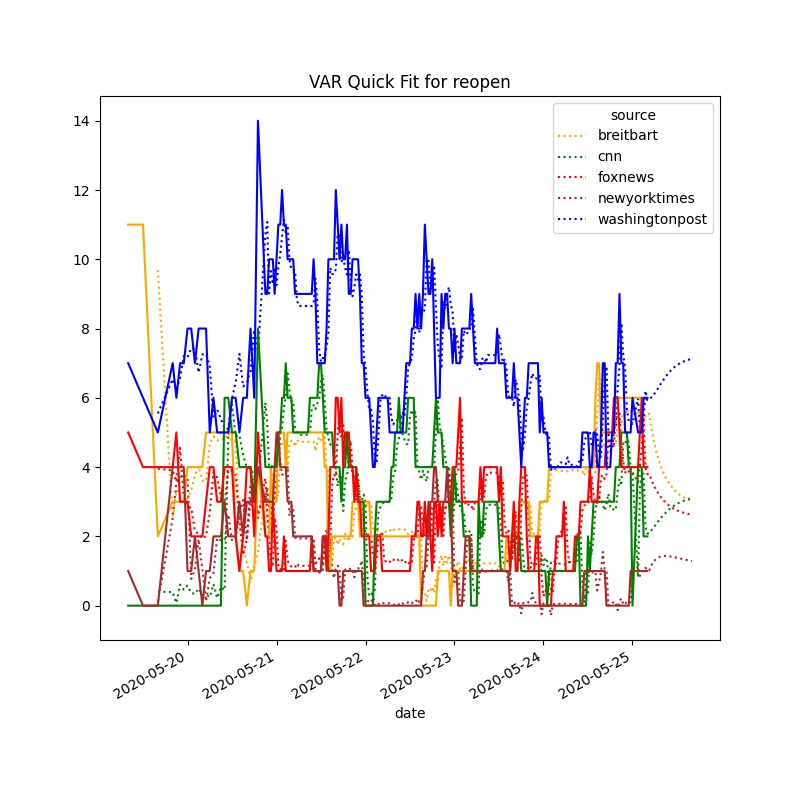 VAR Quick Fit for reopen
14
12
10
8
6
4
2
0
source
breitbart
cnn
foxnews
newyorktimes
washingtonpost
2020-05-20
2020-05-21
2020-05-22
2020-05-23
2020-05-24
2020-05-25
date